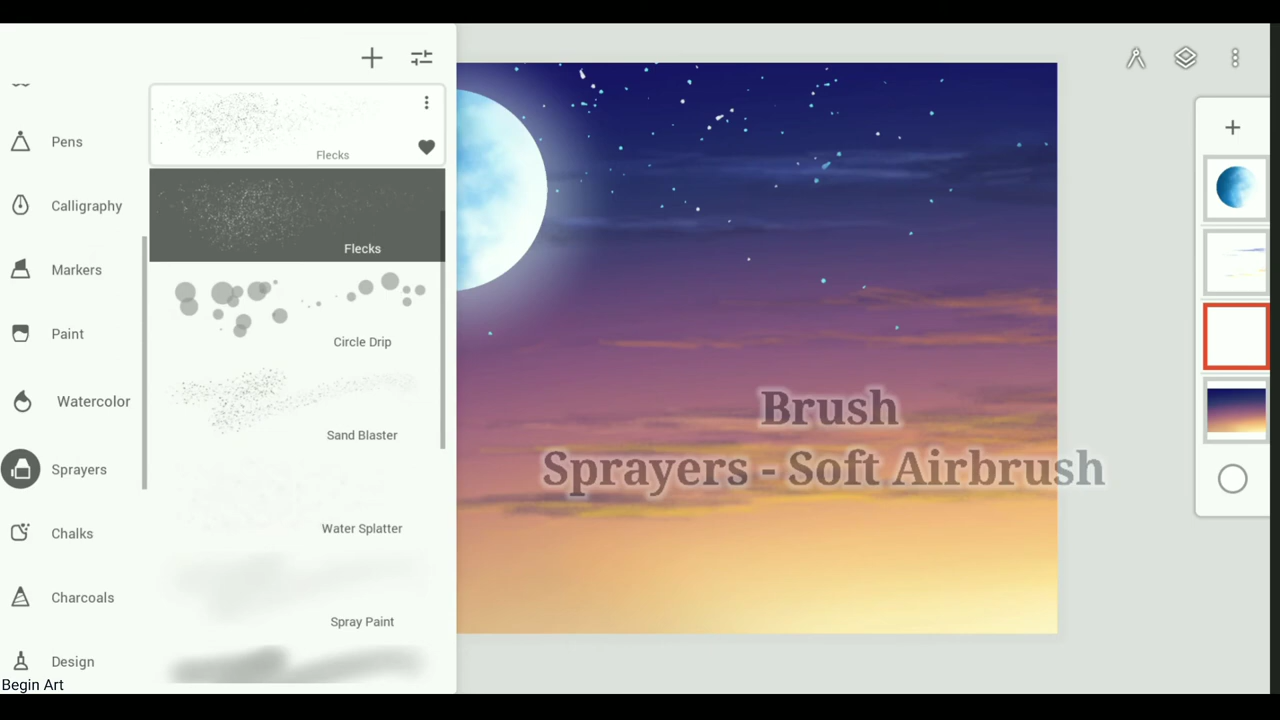 Flecks
Pens
Calligraphy
Flecks
Markers
Circle Drip
Paint
Watercolor
Sand Blaster
Sprayers
Water Splatter
Chalks
Charcoals
Spray Paint
Design
Begin Art
Brush
Sprayers - Soft Airbrush